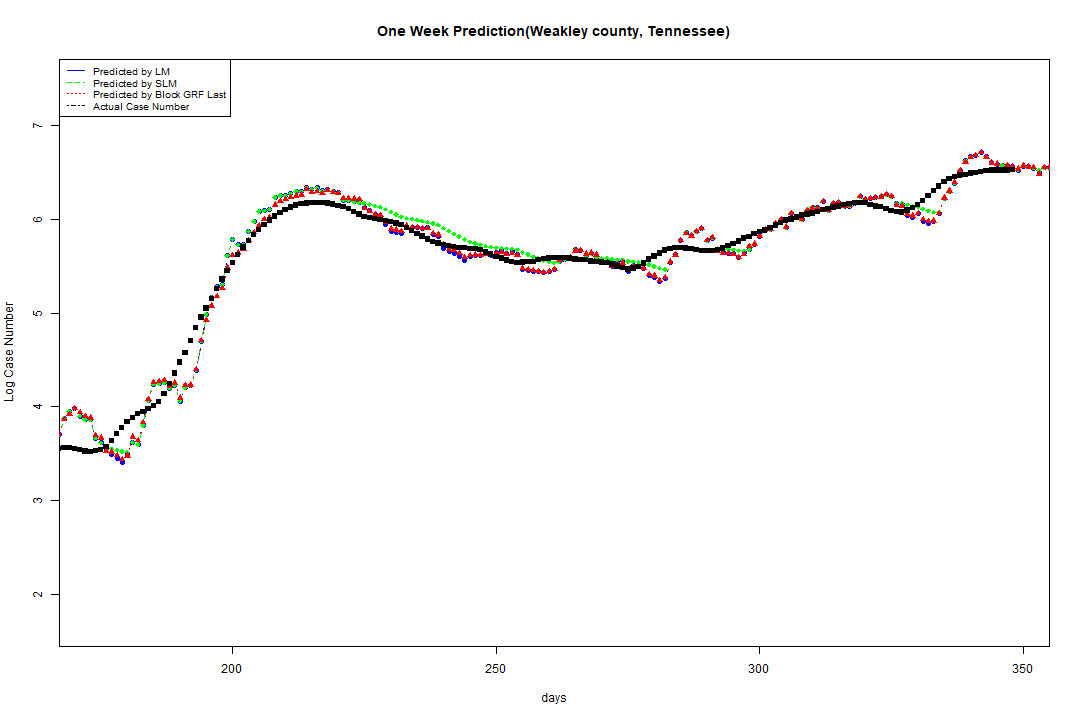 One Week Prediction(Weakley county, Tennessee)
Predicted by LM
Predicted by SLM
Predicted by Block GRF Last
Actual Case Number
7
6
5
4
3
2
Log Case Number
200 250 300 350
days